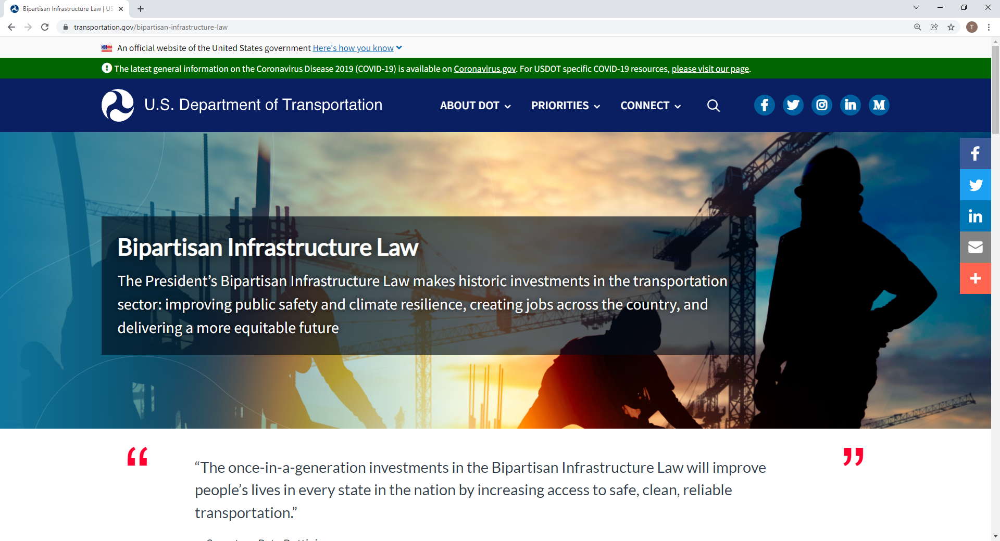 Bipartisan Infrastructure Law | US
transportation.gov/bipartisan-infrastructure-law
T
An official website of the United States government Here's how you know
The latest general information on the Coronavirus Disease 2019 (COVID-19) is available on Coronavirus.gov. For USDOT specific COVID-19 resources, please visit our page.
U.S. Department of Transportation
ABOUT DOT
PRIORITIES
CONNECT
Bipartisan Infrastructure Law
The President’s Bipartisan Infrastructure Law makes historic investments in the transportation
sector: improving public safety and climate resilience, creating jobs across the country, and
delivering a more equitable future
“The once-in-a-generation investments in the Bipartisan Infrastructure Law will improve
people’s lives in every state in the nation by increasing access to safe, clean, reliable
transportation.”